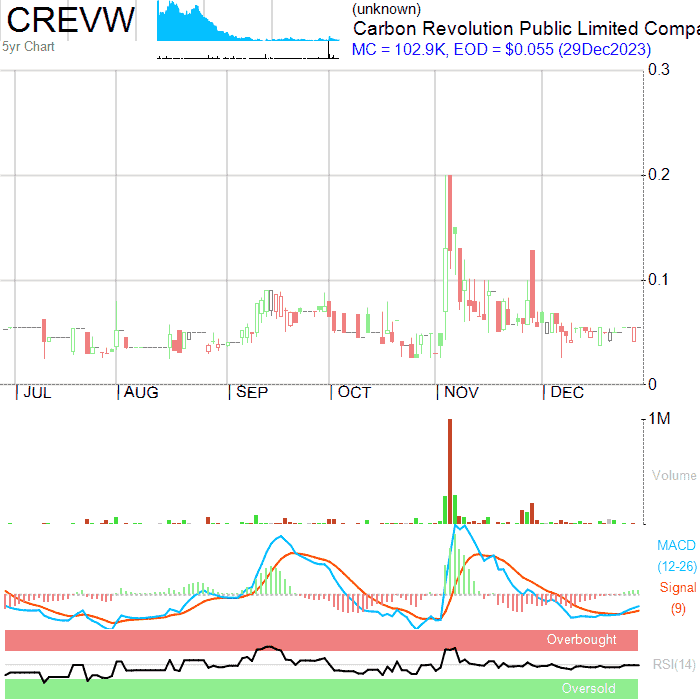 CREVW
5yr Chart
(unknown)
Carbon Revolution Public Limited Compa
MC = 102.9K, EOD = $0.055 (29Dec2023)
0.3
0.2
0.1
0
JUL AUG SEP OCT NOV DEC
1M
Volume
MACD
(12-26)
Signal
(9)
Overbought
RSI(14)
Oversold